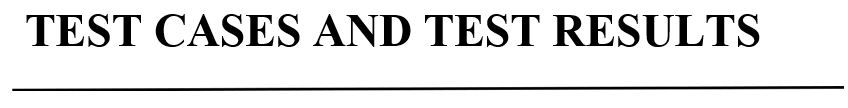 TEST CASES AND TEST RESULTS